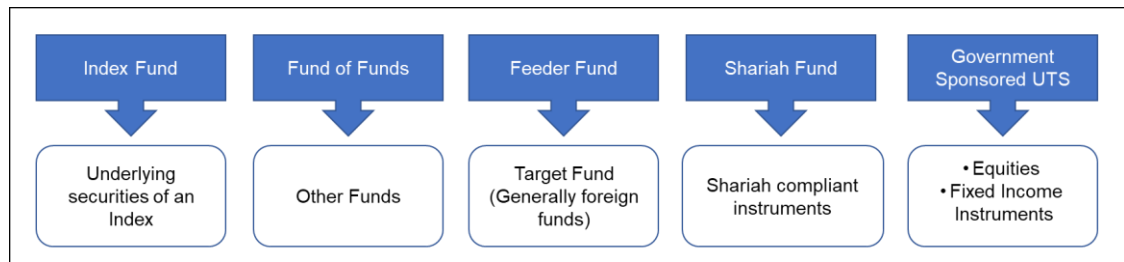 Index Fund
Fund of Funds
Feeder Fund
Shariah Fund
Government
Sponsored UTS
Underlying
securities of an
Index
Other Funds
Target Fund
(Generally foreign
funds)
Shariah compliant
instruments
• Equities
• Fixed Income
Instruments